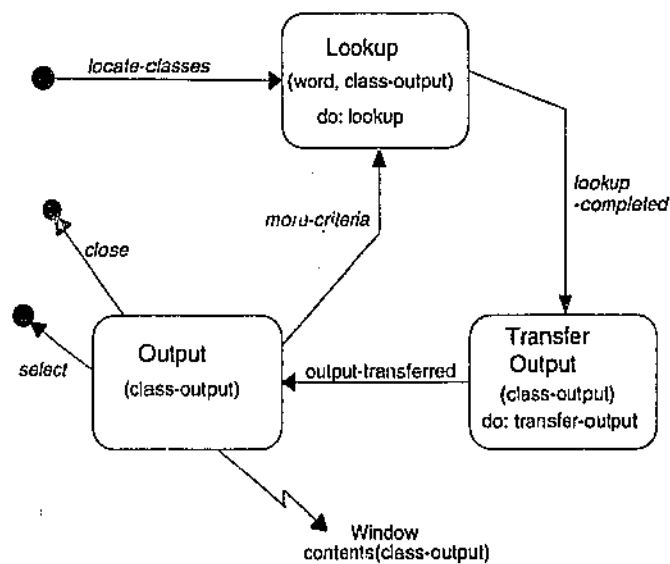 Lookup
locate-classes
(word, class-output)
do: lookup
lookup
-completed
more-criteria
close
select
Output
(class-output)
output-transferred
Transfer
Output
(class-output)
do: transfer-output
Window
contents(class-output)